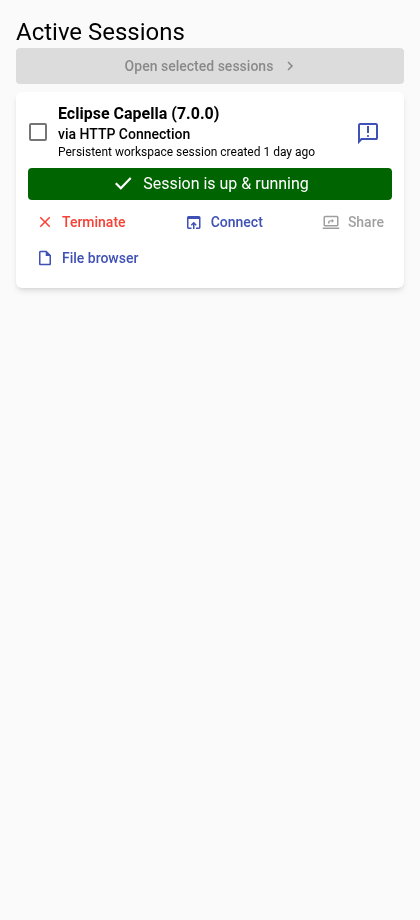 Active Sessions
Open selected sessions
Eclipse Capella (7.0.0)
via HTTP Connection
Persistent workspace session created 1 day ago
Session is up & running
Terminate
Connect
Share
File browser